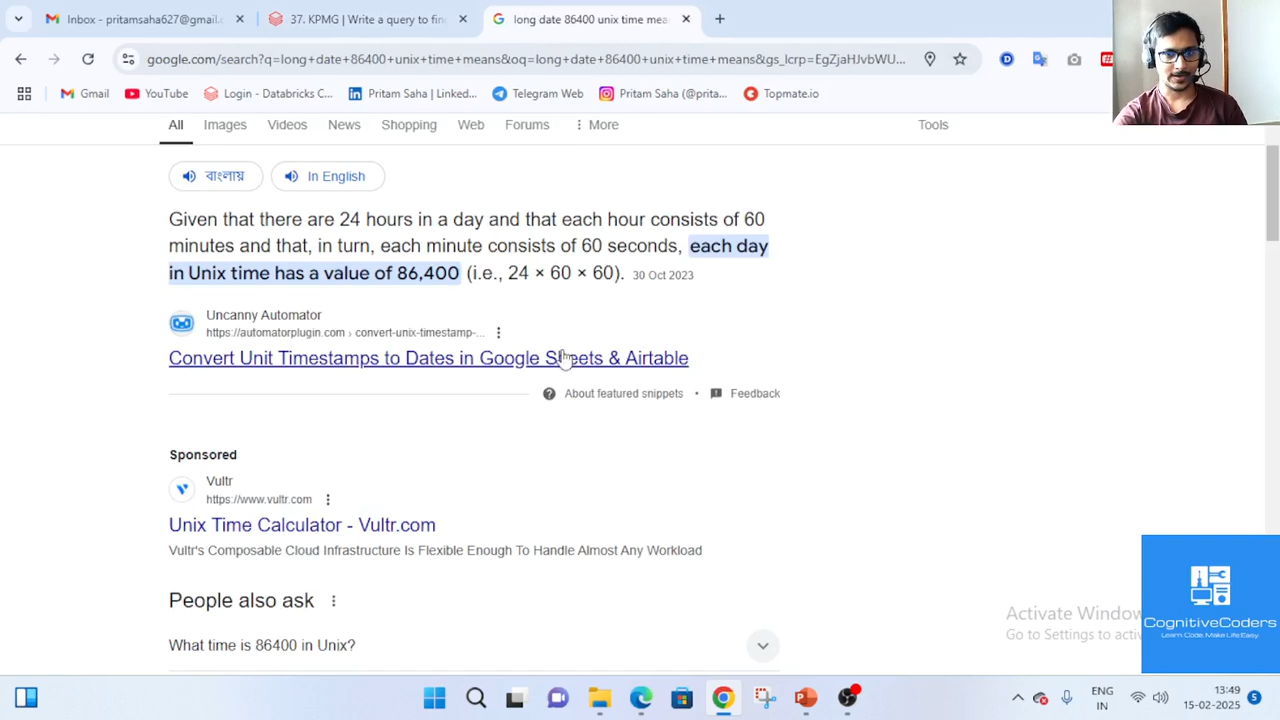 Inbox - pritamsaha627@gmail.
37. KPMG | Write a query to fin
long date 86400 unix time mea
google.com/search?q=long+date+86400+unix+time+means&oq=long+date+86400+unix+time+means&gs_lcrp=EgZjaHJvbWU...
Gmail
YouTube
Login - Databricks C...
Pritam Saha | Linked...
Telegram Web
Pritam Saha (@prita...
Topmate.io
All
Images
Videos
News
Shopping
Web
Forums
More
Tools
বাংলায়
In English
Given that there are 24 hours in a day and that each hour consists of 60
minutes and that, in turn, each minute consists of 60 seconds, each day
in Unix time has a value of 86,400 (i.e., 24 × 60 × 60). 30 Oct 2023
Uncanny Automator
https://automatorplugin.com › convert-unix-timestamp-...
Convert Unit Timestamps to Dates in Google Sheets & Airtable
About featured snippets
Feedback
Sponsored
Vultr
https://www.vultr.com
Unix Time Calculator - Vultr.com
Vultr's Composable Cloud Infrastructure Is Flexible Enough To Handle Almost Any Workload
People also ask
What time is 86400 in Unix?
Activate Window
Go to Settings to acti
CognitiveCoders
Learn Code, Make Life Easy
ENG
IN
13:49
15-02-2025
5